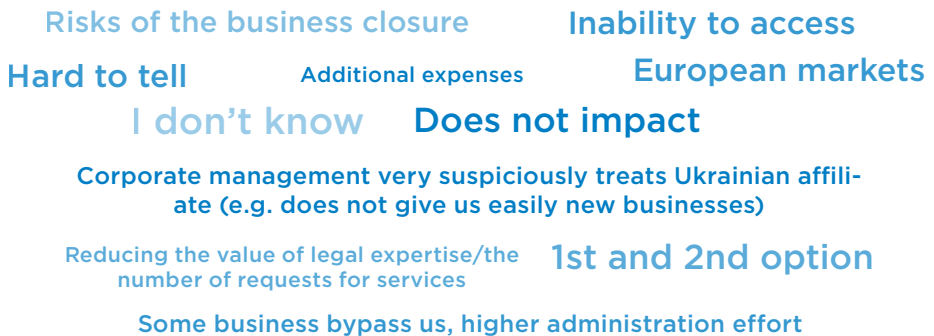 Risks of the business closure
Inability to access
European markets
Hard to tell
Additional expenses
I don’t know
Does not impact
Corporate management very suspiciously treats Ukrainian affili-
ate (e.g. does not give us easily new businesses)
Reducing the value of legal expertise/the
number of requests for services
1st and 2nd option
Some business bypass us, higher administration effort